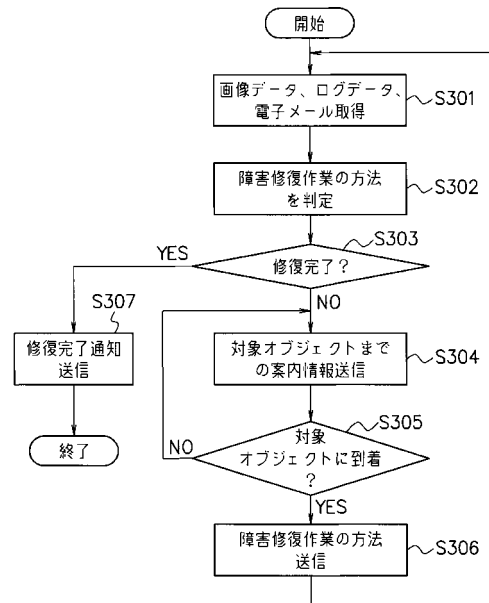 開始
画像データ、ログデータ、
電子メール取得
S301
障害修復作業の方法
を判定
S302
S303
修復完了？
YES
NO
S307
修復完了通知
送信
終了
対象オブジェクトまで
の案内情報送信
S304
S305
対象
オブジェクトに到着
？
NO
YES
障害修復作業の方法
送信
S306